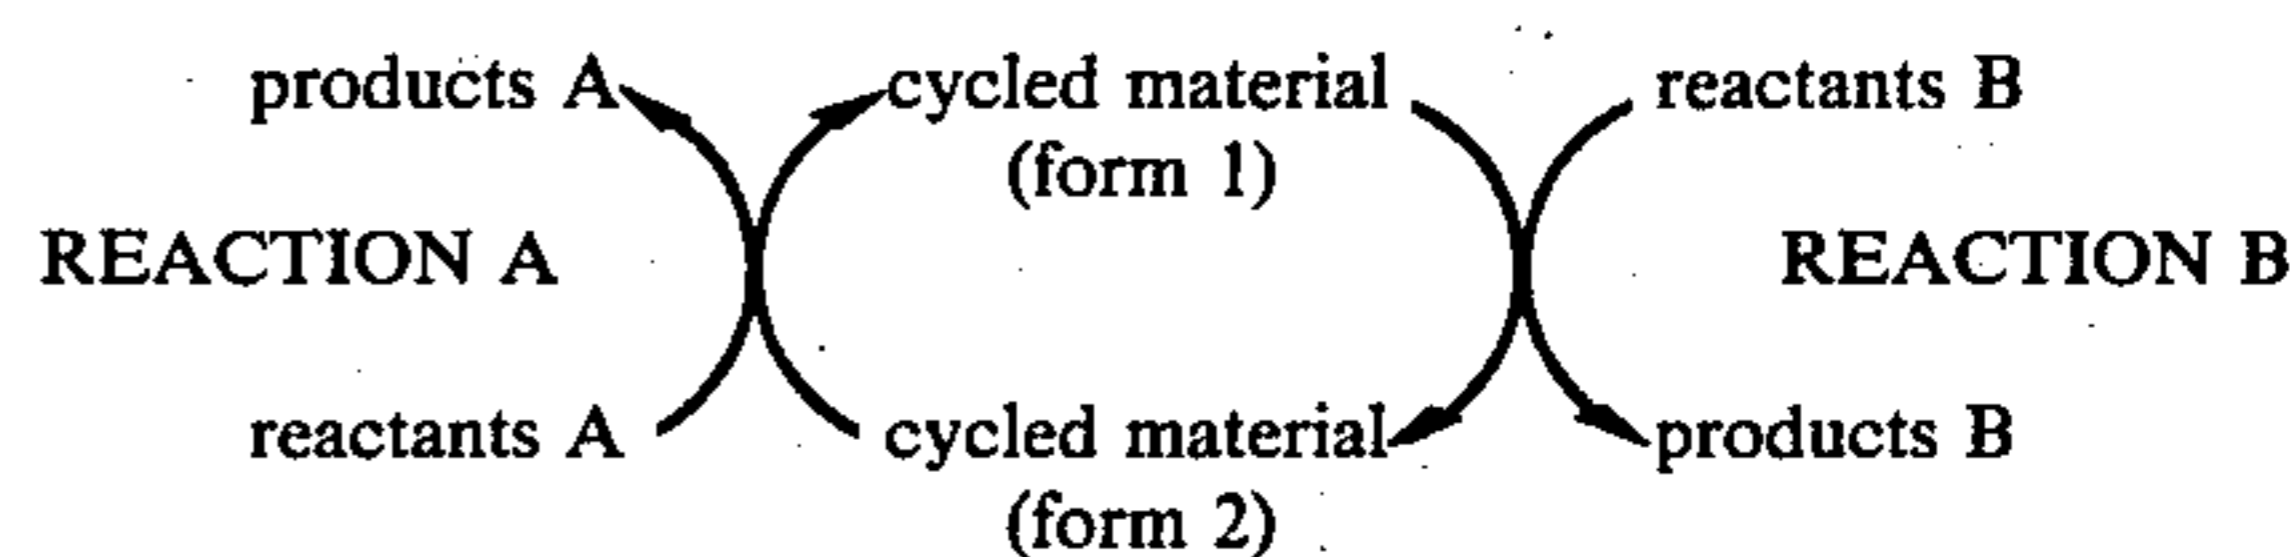 products A cycled material reactants B
(form 1)
REACTION A REACTION B
reactants A cycled material products B
(form 2)